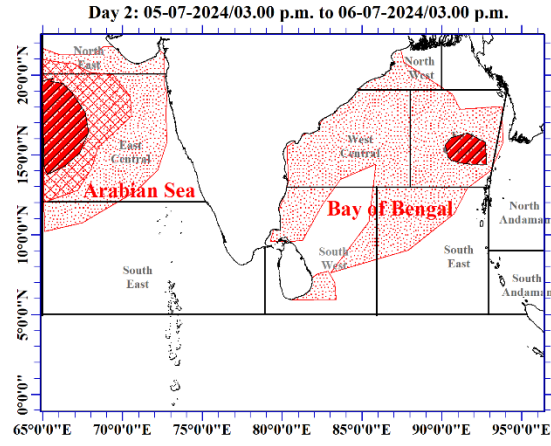 Day 2: 05-07-2024/03.00 p.m. to 06-07-2024/03.00 p.m.
20°0'0"N
15°0'0"N
10°0'0"N
5°0'0"N
0°0'0"
North
East
North
West
East
Central
West
Central
Arabian Sea
Bay of Bengal
North
Andaman
South
East
South
West
South
East
South
Andaman
65°0'0"E
70°0'0"E
75°0'0"E
80°0'0"E
85°0'0"E
90°0'0"E
95°0'0"E